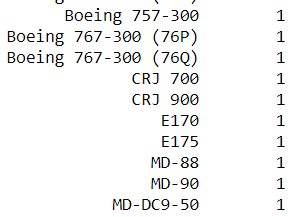 Boeing 757-300 1
Boeing 767-300 (76P) 1
Boeing 767-300 (76Q) 1
CRJ 700 1
CRJ 900 1
E170 1
E175 1
MD-88 1
MD-90 1
MD-DC9-50 1